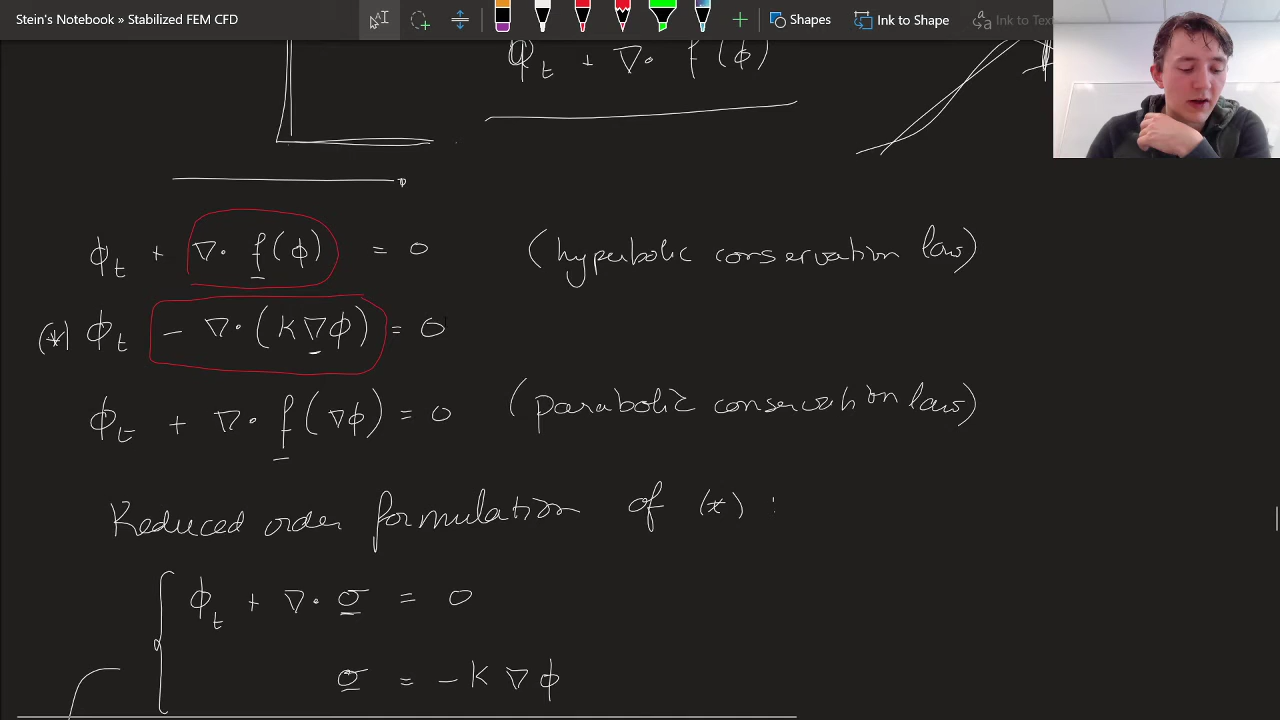 Stein's Notebook » Stabilized FEM CFD
Shapes
Ink to Shape
Ink to Text
φ_t + ∇· f(φ)
φ_t + ∇· f(φ) = 0 (hyperbolic conservation law)
(*) φ_t − ∇·(K∇φ) = 0
φ_t + ∇· f(∇φ) = 0 (parabolic conservation law)
Reduced order formulation of (*) :
φ_t + ∇· σ = 0
σ = −K∇φ